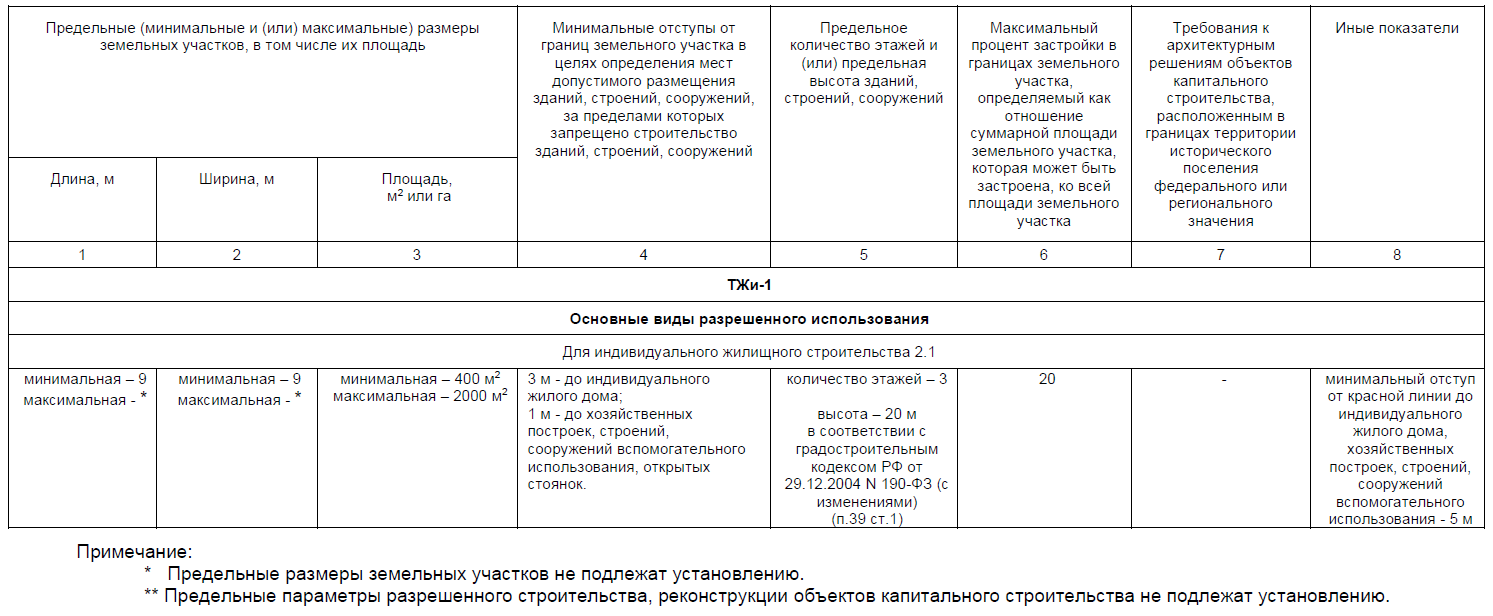 Предельные (минимальные и (или) максимальные) размеры
земельных участков, в том числе их площадь
Минимальные отступы от
границ земельного участка в
целях определения мест
допустимого размещения
зданий, строений, сооружений,
за пределами которых
запрещено строительство
зданий, строений, сооружений
Предельное
количество этажей и
(или) предельная
высота зданий,
строений, сооружений
Максимальный
процент застройки в
границах земельного
участка,
определяемый как
отношение
суммарной площади
земельного участка,
которая может быть
застроена, ко всей
площади земельного
участка
Требования к
архитектурным
решениям объектов
капитального
строительства,
расположенным в
границах территории
исторического
поселения
федерального или
регионального
значения
Иные показатели
Длина, м
Ширина, м
Площадь,
м² или га
1
2
3
4
5
6
7
8
ТЖи-1
Основные виды разрешенного использования
Для индивидуального жилищного строительства 2.1
минимальная – 9
максимальная - *
минимальная – 9
максимальная - *
минимальная – 400 м²
максимальная – 2000 м²
3 м - до индивидуального
жилого дома;
1 м - до хозяйственных
построек, строений,
сооружений вспомогательного
использования, открытых
стоянок.
количество этажей – 3
высота – 20 м
в соответствии с
градостроительным
кодексом РФ от
29.12.2004 N 190-ФЗ (с
изменениями)
(п.39 ст.1)
20
-
минимальный отступ
от красной линии до
индивидуального
жилого дома,
хозяйственных
построек, строений,
сооружений
вспомогательного
использования - 5 м
Примечание:
* Предельные размеры земельных участков не подлежат установлению.
** Предельные параметры разрешенного строительства, реконструкции объектов капитального строительства не подлежат установлению.